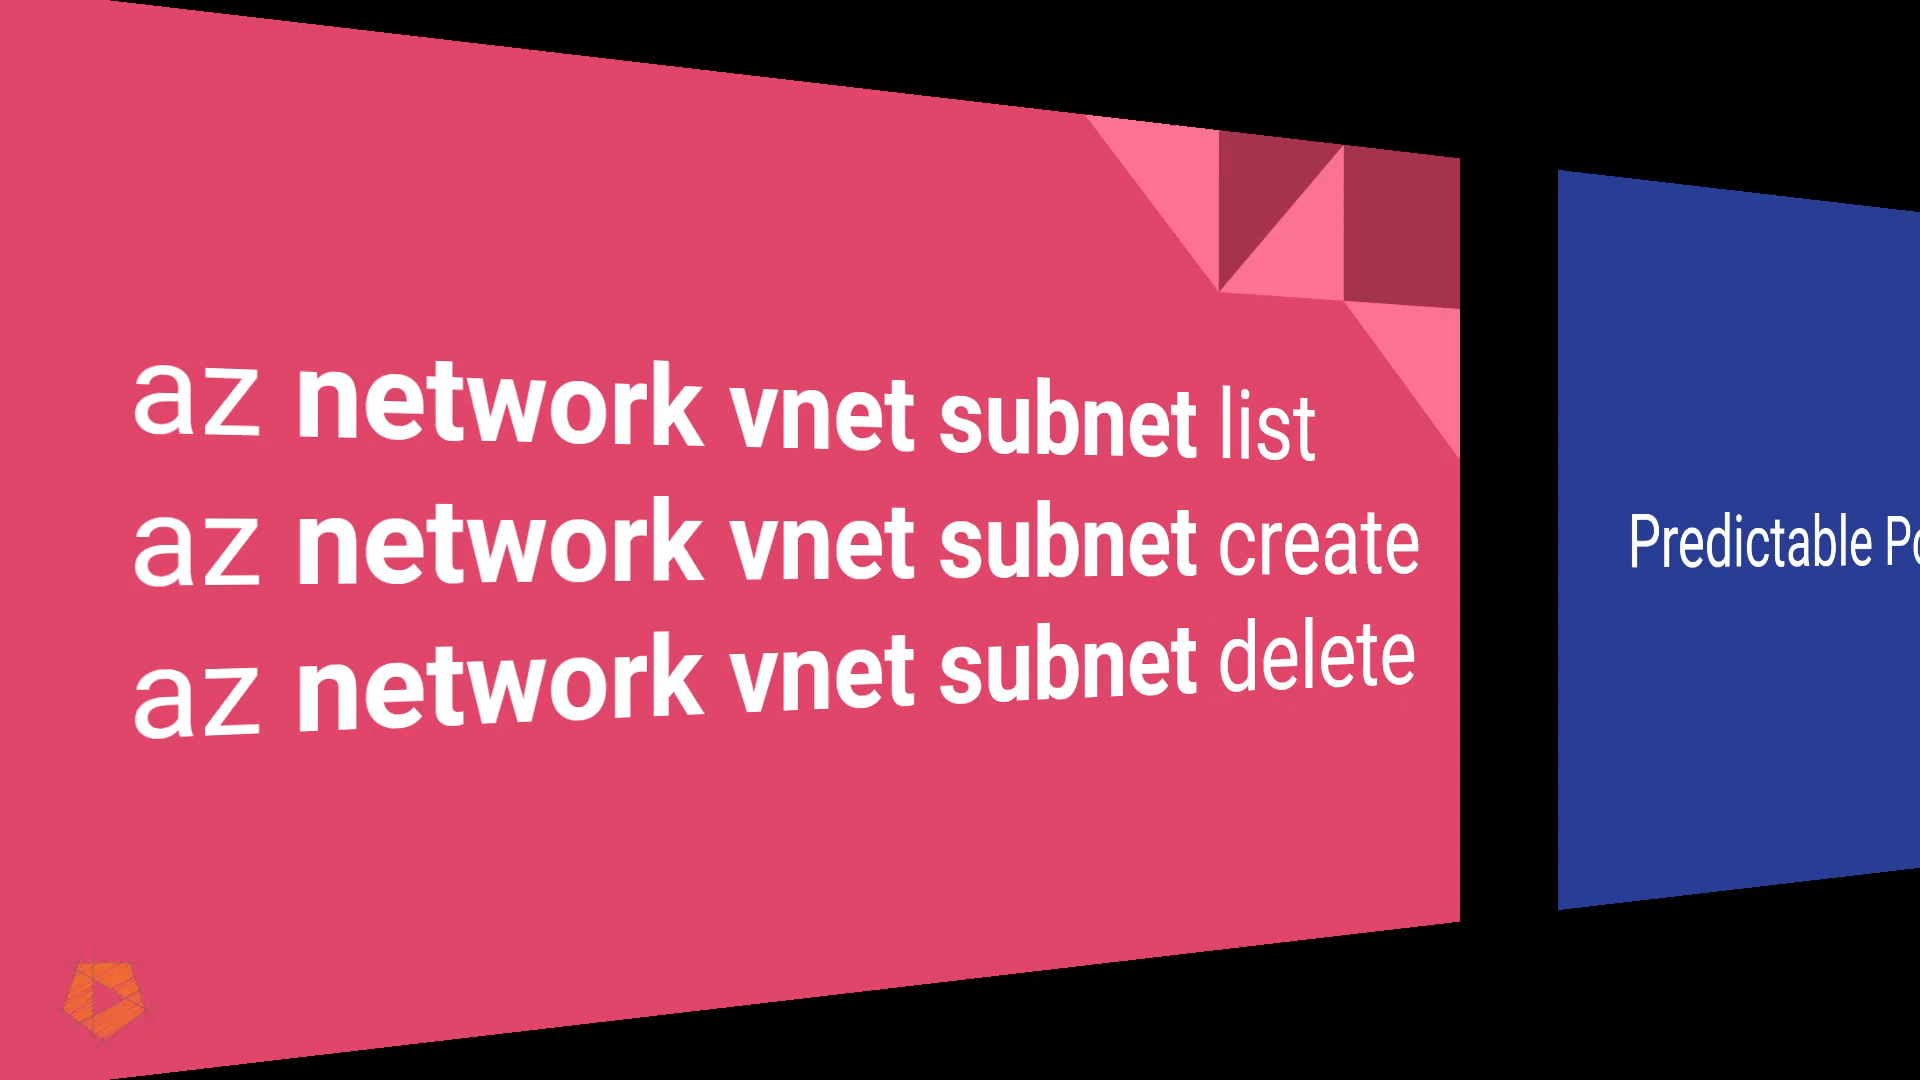 az network vnet subnet list
az network vnet subnet create
az network vnet subnet delete
Predictable